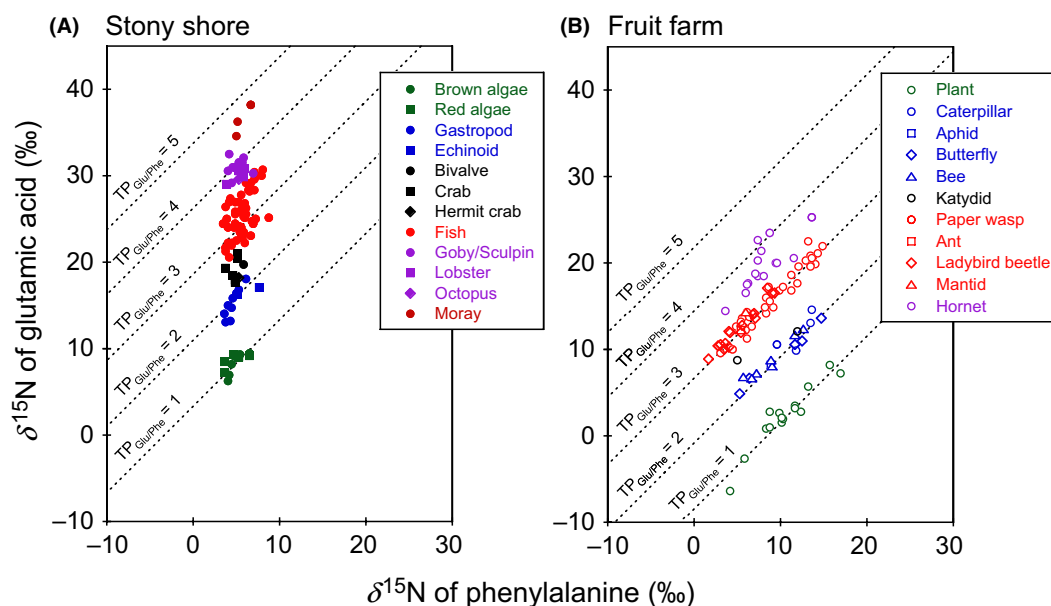 (A) Stony shore
40
30
20
10
0
–10
–10 0 10 20 30
TP Glu/Phe = 5
TP Glu/Phe = 4
TP Glu/Phe = 3
TP Glu/Phe = 2
TP Glu/Phe = 1
Brown algae
Red algae
Gastropod
Echinoid
Bivalve
Crab
Hermit crab
Fish
Goby/Sculpin
Lobster
Octopus
Moray
(B) Fruit farm
40
30
20
10
0
–10
–10 0 10 20 30
TP Glu/Phe = 5
TP Glu/Phe = 4
TP Glu/Phe = 3
TP Glu/Phe = 2
TP Glu/Phe = 1
Plant
Caterpillar
Aphid
Butterfly
Bee
Katydid
Paper wasp
Ant
Ladybird beetle
Mantid
Hornet
δ¹⁵N of glutamic acid (‰)
δ¹⁵N of phenylalanine (‰)